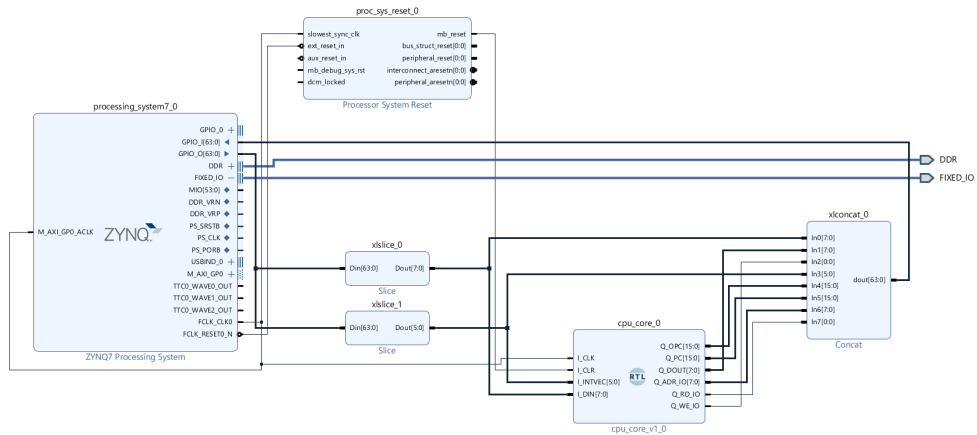 proc_sys_reset_0
slowest_sync_clk
ext_reset_in
aux_reset_in
mb_debug_sys_rst
dcm_locked
mb_reset
bus_struct_reset[0:0]
peripheral_reset[0:0]
interconnect_aresetn[0:0]
peripheral_aresetn[0:0]
Processor System Reset
processing_system7_0
M_AXI_GP0_ACLK
ZYNQ.
GPIO_0
GPIO_I[63:0]
GPIO_O[63:0]
DDR
FIXED_IO
MIO[53:0]
DDR_VRN
DDR_VRP
PS_SRSTB
PS_CLK
PS_PORB
USBIND_0
M_AXI_GP0
TTC0_WAVE0_OUT
TTC0_WAVE1_OUT
TTC0_WAVE2_OUT
FCLK_CLK0
FCLK_RESET0_N
ZYNQ7 Processing System
DDR
FIXED_IO
xlslice_0
Din[63:0]
Dout[7:0]
Slice
xlslice_1
Din[63:0]
Dout[5:0]
Slice
cpu_core_0
I_CLK
I_CLR
I_INTVEC[5:0]
I_DIN[7:0]
RTL
Q_OPC[15:0]
Q_PC[15:0]
Q_DOUT[7:0]
Q_ADR_IO[7:0]
Q_RD_IO
Q_WE_IO
cpu_core_v1_0
xlconcat_0
In0[7:0]
In1[7:0]
In2[0:0]
In3[5:0]
In4[15:0]
In5[15:0]
In6[7:0]
In7[0:0]
dout[63:0]
Concat